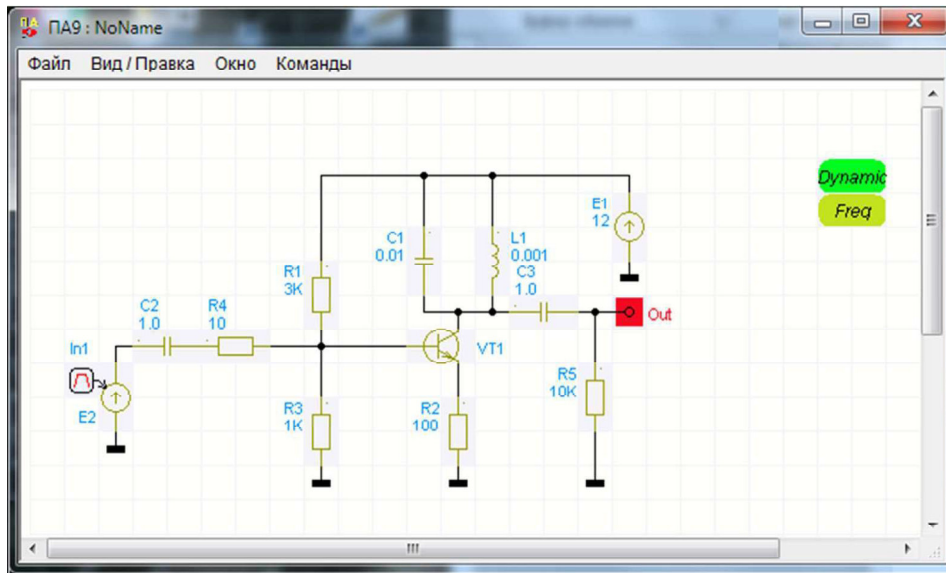 ПА9 : NoName
Файл Вид / Правка Окно Команды
Dynamic
Freq
E1
12
C1
0.01
L1
0.001
C3
1.0
R1
3K
C2
1.0
R4
10
Out
In1
VT1
E2
R3
1K
R2
100
R5
10K